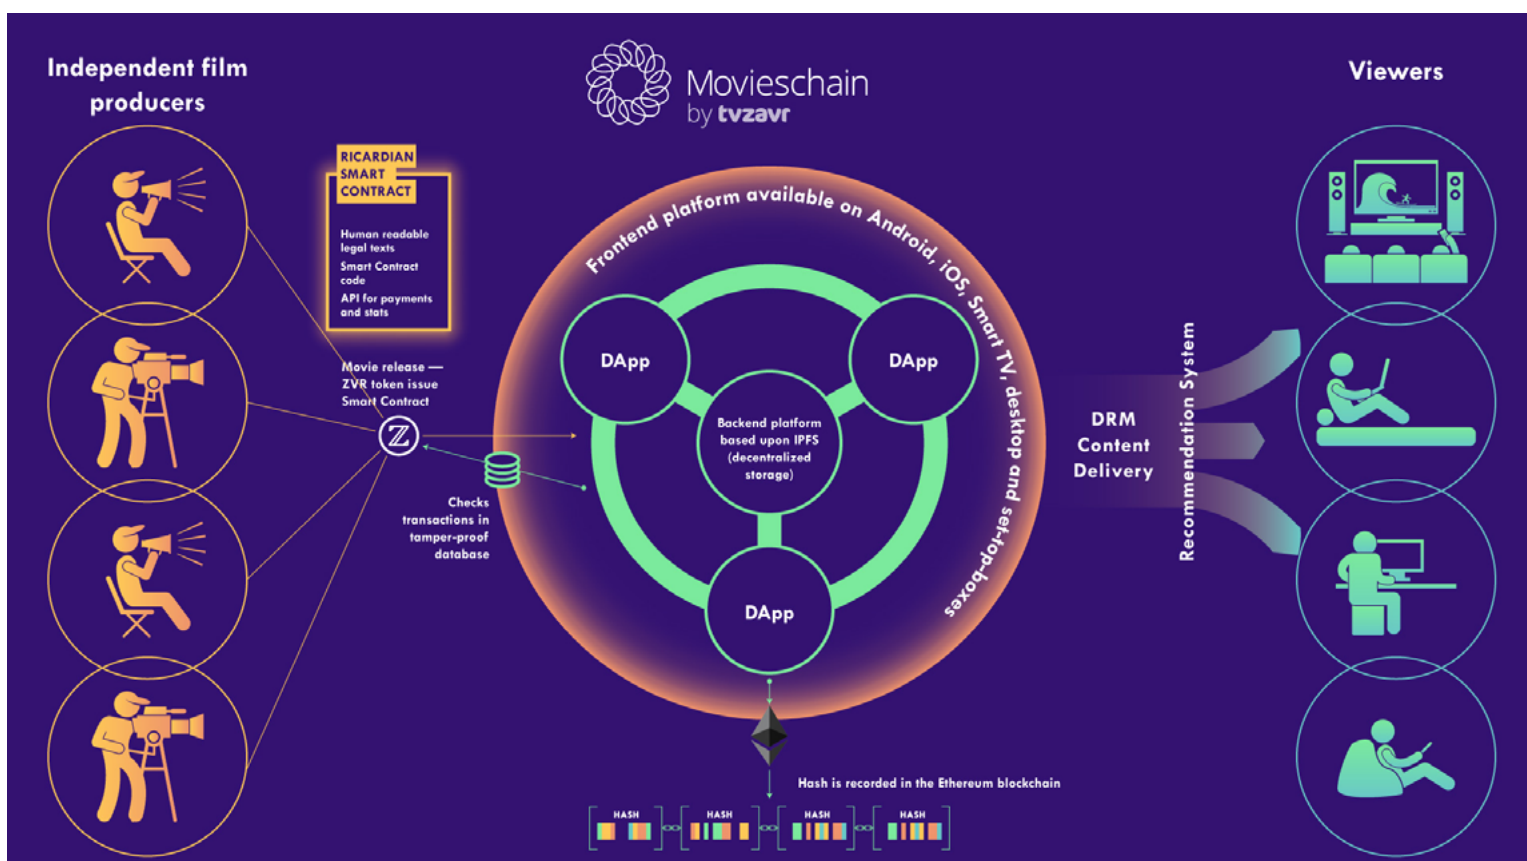 Independent film
producers
Movieschain
by tvzavr
Viewers
RICARDIAN
SMART
CONTRACT
Human readable
legal texts
Smart Contract
code
API for payments
and stats
Movie release —
ZVR token issue
Smart Contract
Z
Checks
transactions in
tamper-proof
database
Frontend platform available on Android, iOS, Smart TV, desktop and set-top-boxes
DApp
DApp
Backend platform
based upon IPFS
(decentralized
storage)
DApp
DRM
Content
Delivery
Recommendation System
Hash is recorded in the Ethereum blockchain
HASH
HASH
HASH
HASH